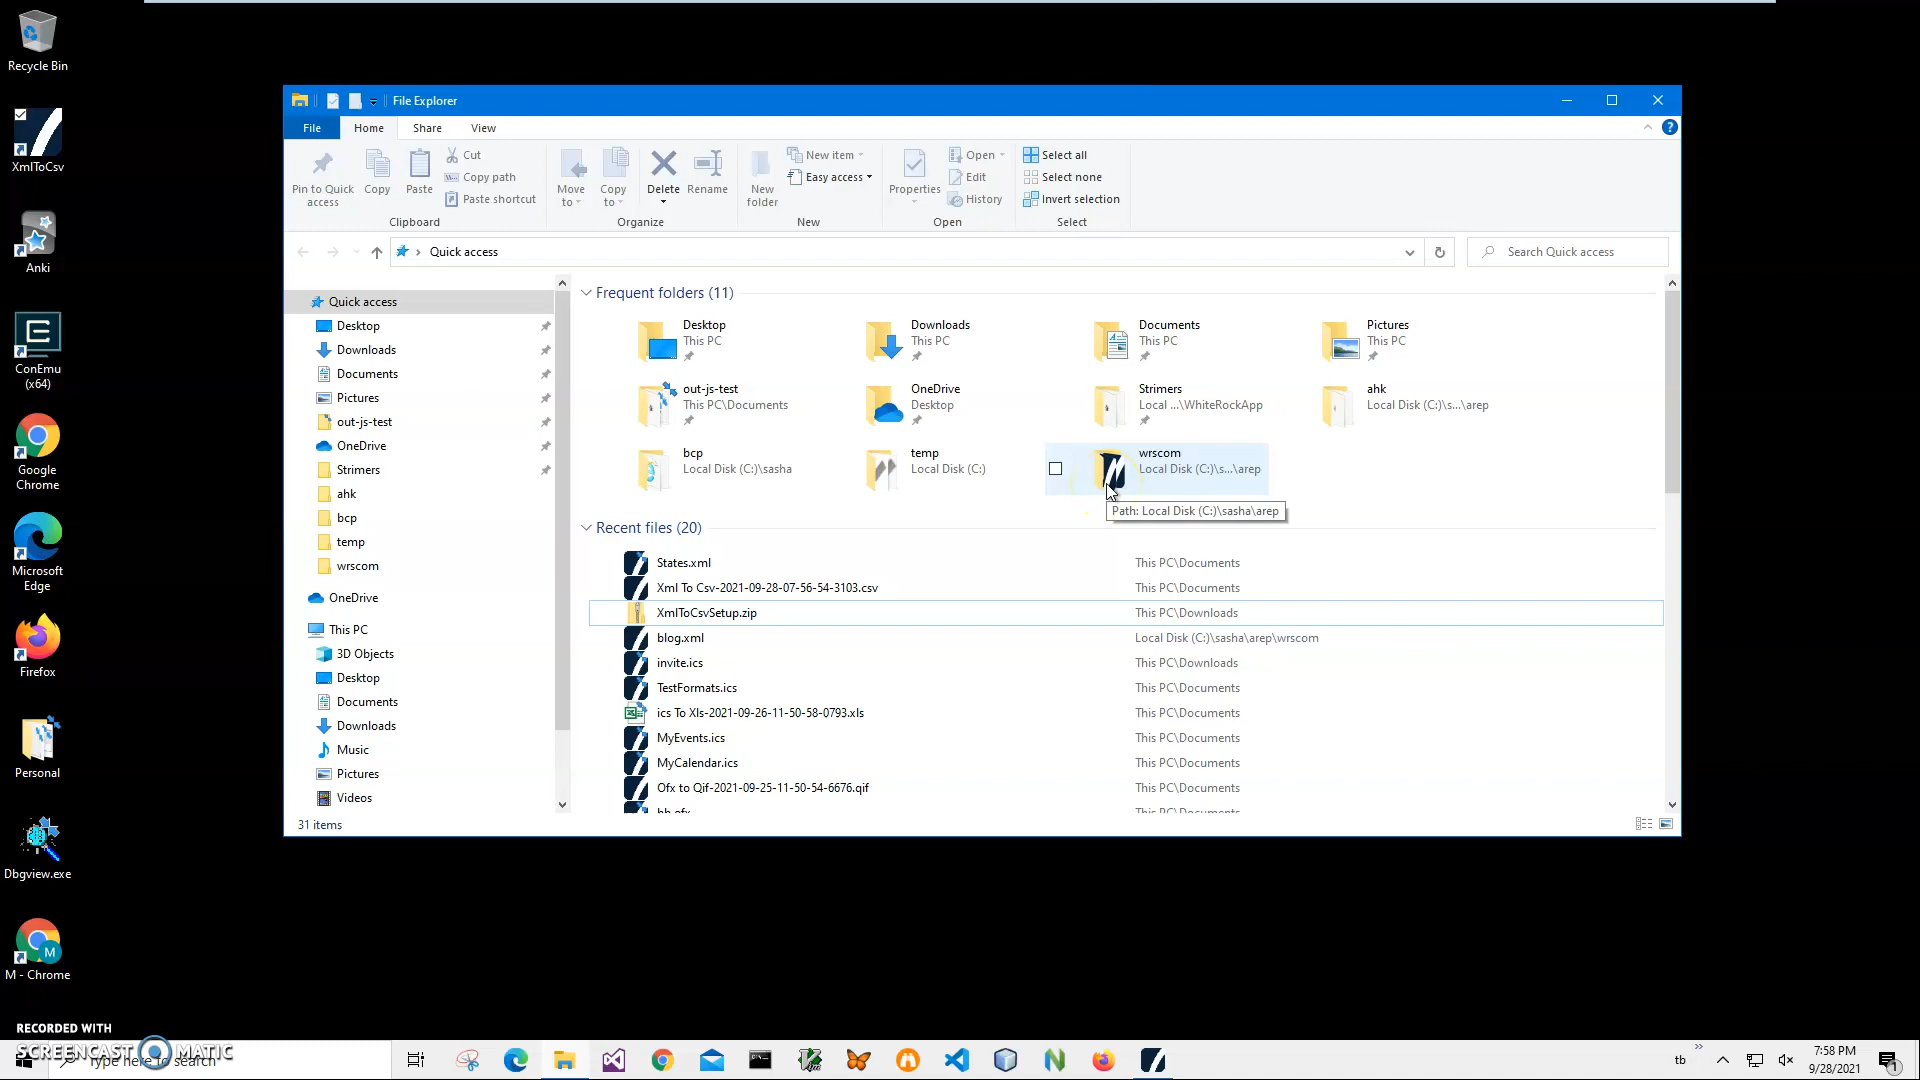 Recycle Bin
XmlToCsv
Anki
ConEmu
(x64)
Google
Chrome
Microsoft
Edge
Firefox
Personal
Dbgview.exe
M
M - Chrome
File Explorer
File
Home
Share
View
Pin to Quick
access
Copy
Paste
Cut
Copy path
Paste shortcut
Clipboard
Move
to
Copy
to
Delete
Rename
Organize
New
folder
New item
Easy access
New
Properties
Open
Edit
History
Open
Select all
Select none
Invert selection
Select
Quick access
Search Quick access
Quick access
Desktop
Downloads
Documents
Pictures
out-js-test
OneDrive
Strimers
ahk
bcp
temp
wrscom
OneDrive
This PC
3D Objects
Desktop
Documents
Downloads
Music
Pictures
Videos
Frequent folders (11)
Desktop
This PC
Downloads
This PC
Documents
This PC
Pictures
This PC
out-js-test
This PC\Documents
OneDrive
Desktop
Strimers
Local ...\WhiteRockApp
ahk
Local Disk (C:)\s...\arep
bcp
Local Disk (C:)\sasha
temp
Local Disk (C:)
wrscom
Local Disk (C:)\s...\arep
Path: Local Disk (C:)\sasha\arep
Recent files (20)
States.xml This PC\Documents
Xml To Csv-2021-09-28-07-56-54-3103.csv This PC\Documents
XmlToCsvSetup.zip This PC\Downloads
blog.xml Local Disk (C:)\sasha\arep\wrscom
invite.ics This PC\Downloads
TestFormats.ics This PC\Documents
ics To Xls-2021-09-26-11-50-58-0793.xls This PC\Documents
MyEvents.ics This PC\Documents
MyCalendar.ics This PC\Documents
Ofx to Qif-2021-09-25-11-50-54-6676.qif This PC\Documents
31 items
RECORDED WITH
SCREENCAST MATIC
Type here to search
tb
7:58 PM
9/28/2021
1